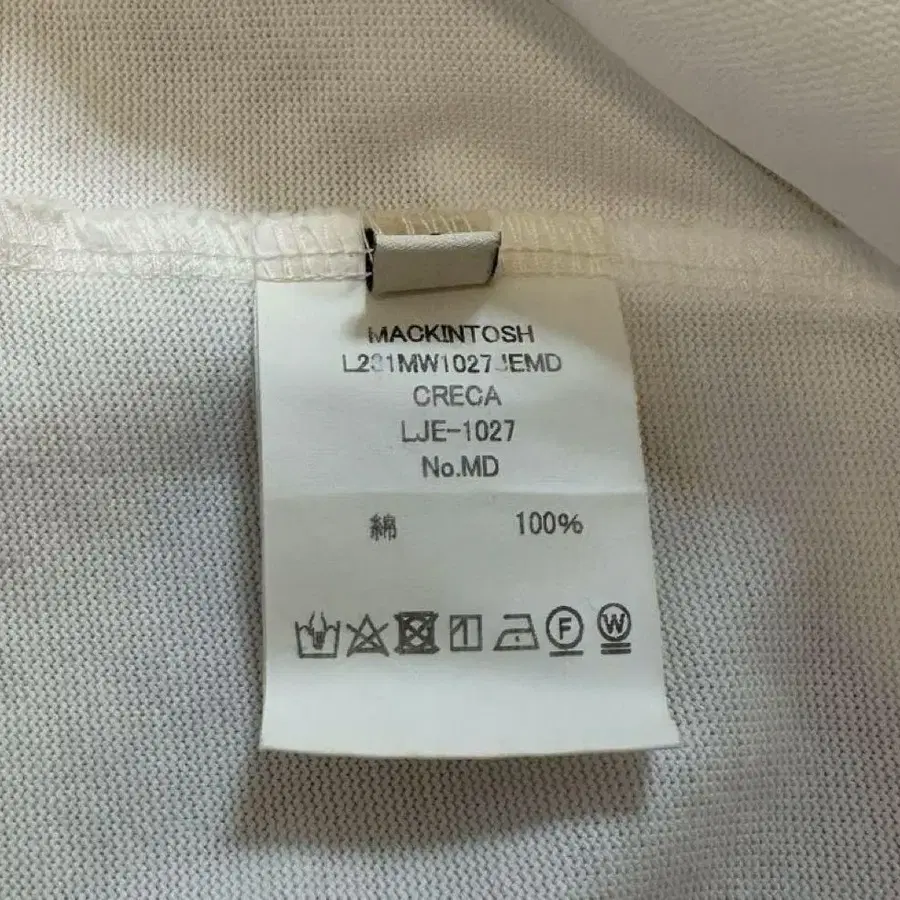 MACKINTOSH
L231MW1027JEMD
CRECA
LJE-1027
No.MD
綿 100%
F W